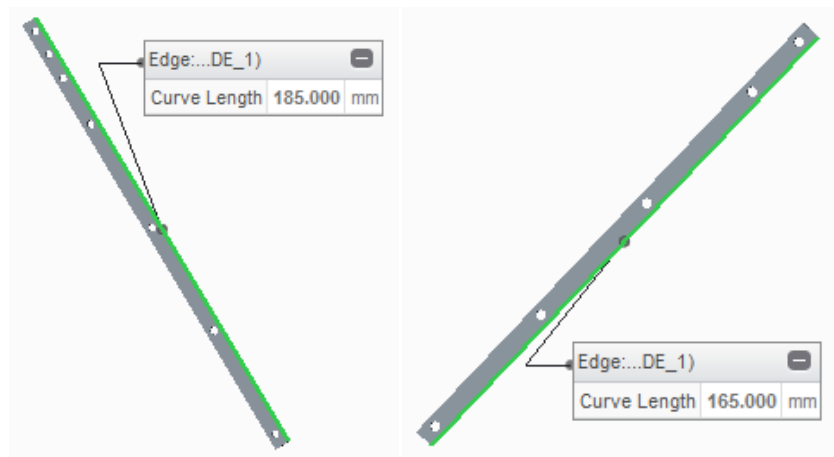 Edge:...DE_1)
Curve Length 185.000 mm
Edge:...DE_1)
Curve Length 165.000 mm